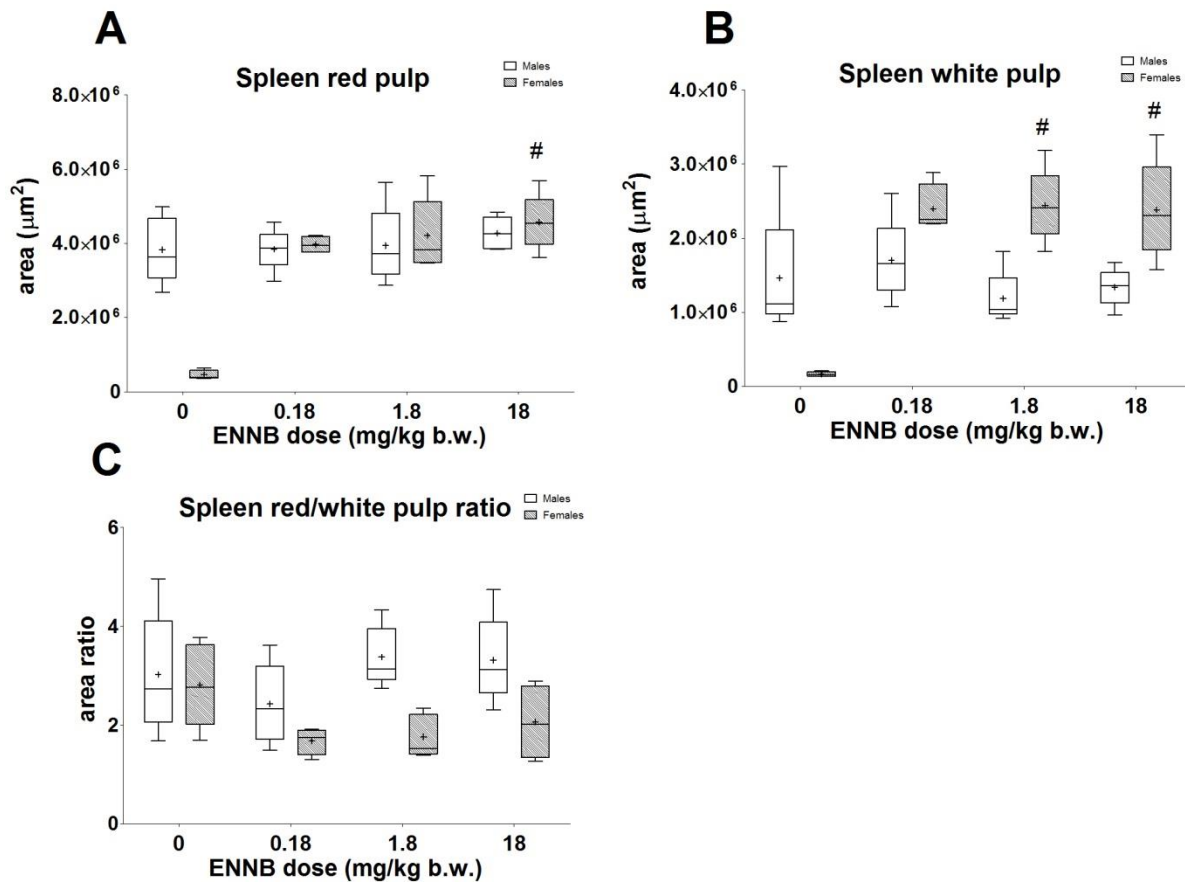 A
Spleen red pulp
Males
Females
8.0×10⁶
6.0×10⁶
4.0×10⁶
2.0×10⁶
0
area (μm²)
#
0 0.18 1.8 18
ENNB dose (mg/kg b.w.)
B
Spleen white pulp
Males
Females
4.0×10⁶
3.0×10⁶
2.0×10⁶
1.0×10⁶
0
area (μm²)
# #
0 0.18 1.8 18
ENNB dose (mg/kg b.w.)
C
Spleen red/white pulp ratio
Males
Females
6
4
2
0
area ratio
0 0.18 1.8 18
ENNB dose (mg/kg b.w.)